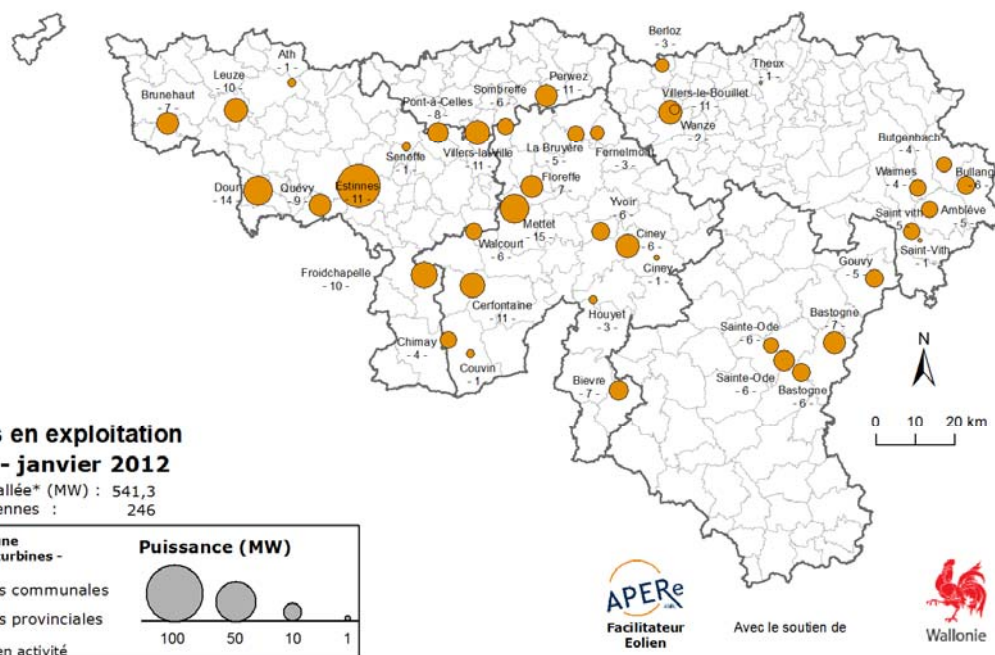 Berloz
- 3 -
Theux
- 1 -
Ath
- 1 -
Leuze
- 10 -
Brunehaut
- 7 -
Perwez
- 11 -
Sombreffe
- 6 -
Pont-à-Celles
- 8 -
Villers-le-Bouillet
- 11 -
Wanze
- 2 -
Seneffe
- 1 -
Villers-la-Ville
- 11 -
La Bruyère
- 5 -
Fernelmont
- 3 -
Butgenbach
- 4 -
Waimes
- 4 -
Bullange
- 6 -
Dour
- 14 -
Quévy
- 9 -
Estinnes
- 11 -
Floreffe
- 7 -
Mettet
- 15 -
Yvoir
- 6 -
Ciney
- 6 -
Ciney
- 1 -
Saint vith
- 5 -
Amblève
- 5 -
Saint-Vith
- 1 -
Walcourt
- 6 -
Froidchapelle
- 10 -
Cerfontaine
- 11 -
Gouvy
- 5 -
Houyet
- 3 -
Bastogne
- 7 -
Sainte-Ode
- 6 -
Chimay
- 4 -
Couvin
- 1 -
Sainte-Ode
- 6 -
Bastogne
- 6 -
Bièvre
- 7 -
N
0 10 20 km
en exploitation
- janvier 2012
allée* (MW) : 541,3
ennes : 246
une
turbines -
s communales
s provinciales
en activité
Puissance (MW)
100 50 10 1
APERe
Facilitateur
Eolien
Avec le soutien de
Wallonie